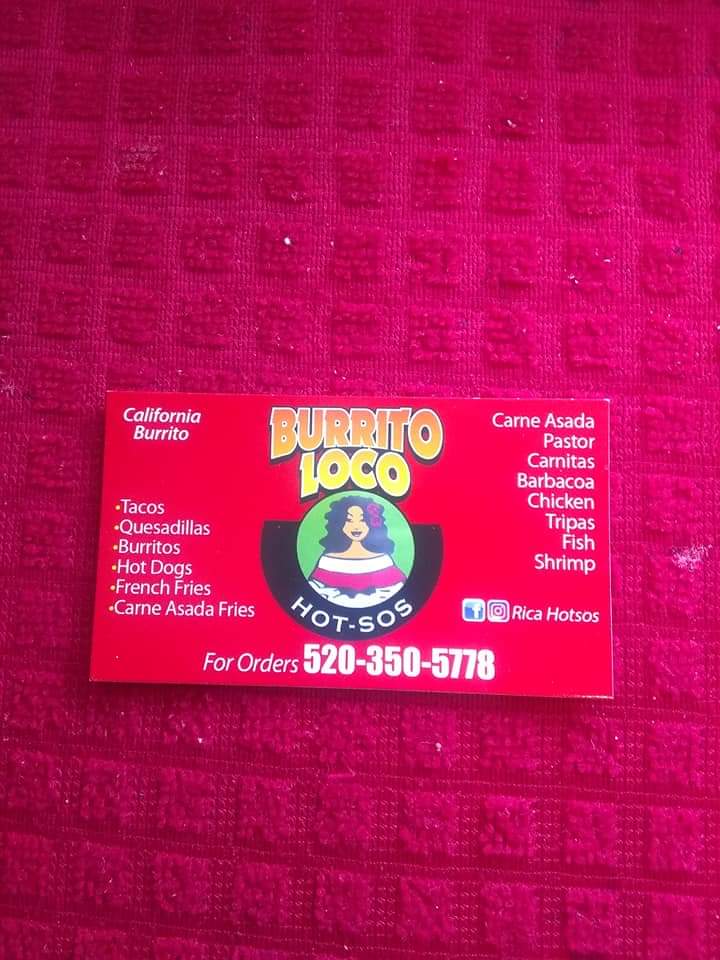 California
Burrito
•Tacos
•Quesadillas
•Burritos
•Hot Dogs
•French Fries
•Carne Asada Fries
BURRITO
LOCO
HOT-SOS
Carne Asada
Pastor
Carnitas
Barbacoa
Chicken
Tripas
Fish
Shrimp
Rica Hotsos
For Orders 520-350-5778